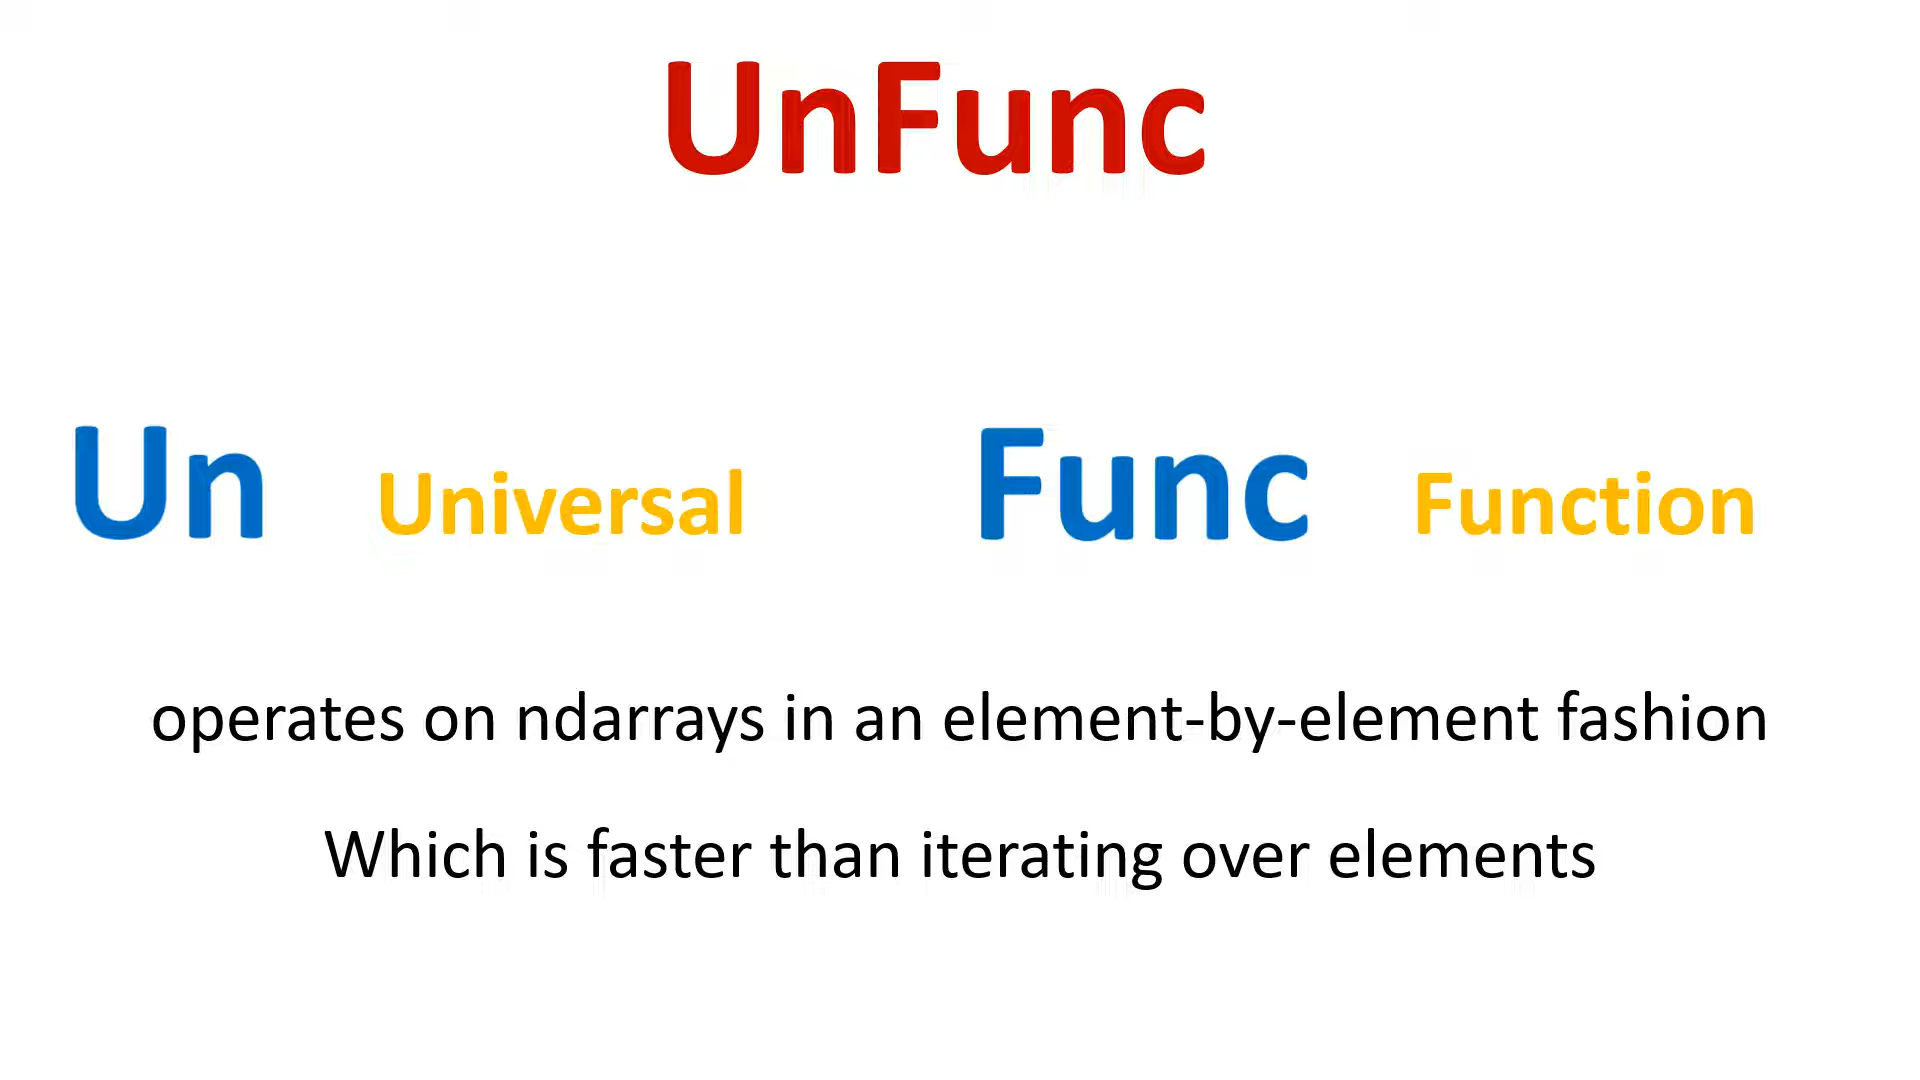 UnFunc
Un Universal Func Function
operates on ndarrays in an element-by-element fashion
Which is faster than iterating over elements